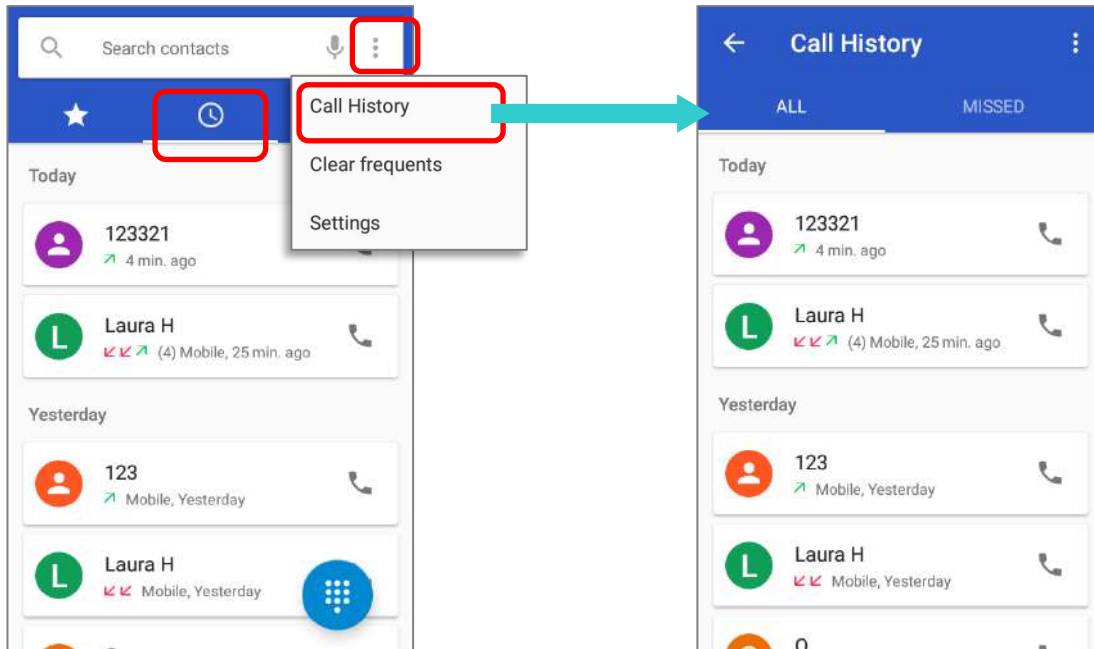 Search contacts
Call History
Clear frequents
Settings
Today
123321
4 min. ago
L
Laura H
(4) Mobile, 25 min. ago
Yesterday
123
Mobile, Yesterday
L
Laura H
Mobile, Yesterday
Call History
ALL
MISSED
Today
123321
4 min. ago
L
Laura H
(4) Mobile, 25 min. ago
Yesterday
123
Mobile, Yesterday
L
Laura H
Mobile, Yesterday